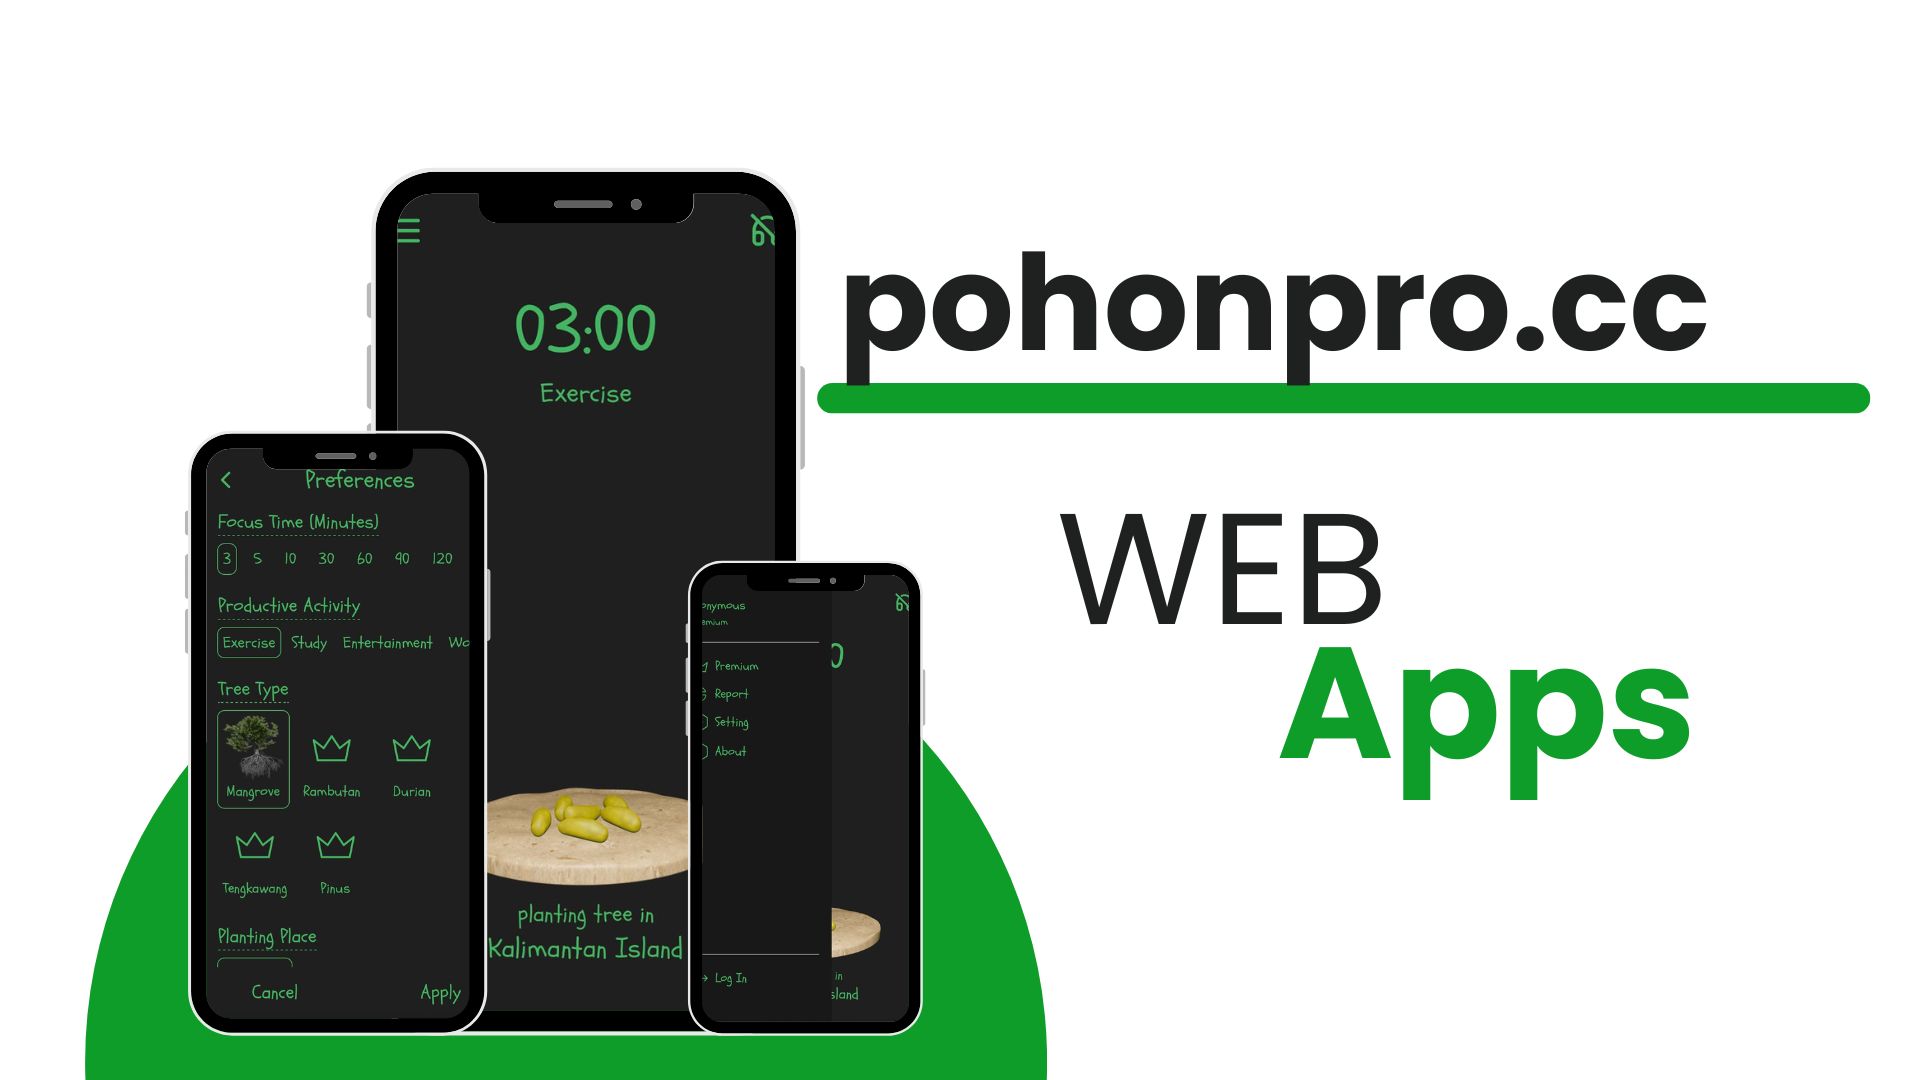 pohonpro.cc
WEB
Apps
03:00
Exercise
planting tree in
Kalimantan Island
Preferences
Focus Time (Minutes)
3 5 10 30 60 90 120
Productive Activity
Exercise Study Entertainment Wo
Tree Type
Mangrove Rambutan Durian
Tengkawang Pinus
Planting Place
Cancel Apply
onymous
emium
0
Premium
Report
Setting
About
Log In
in
sland